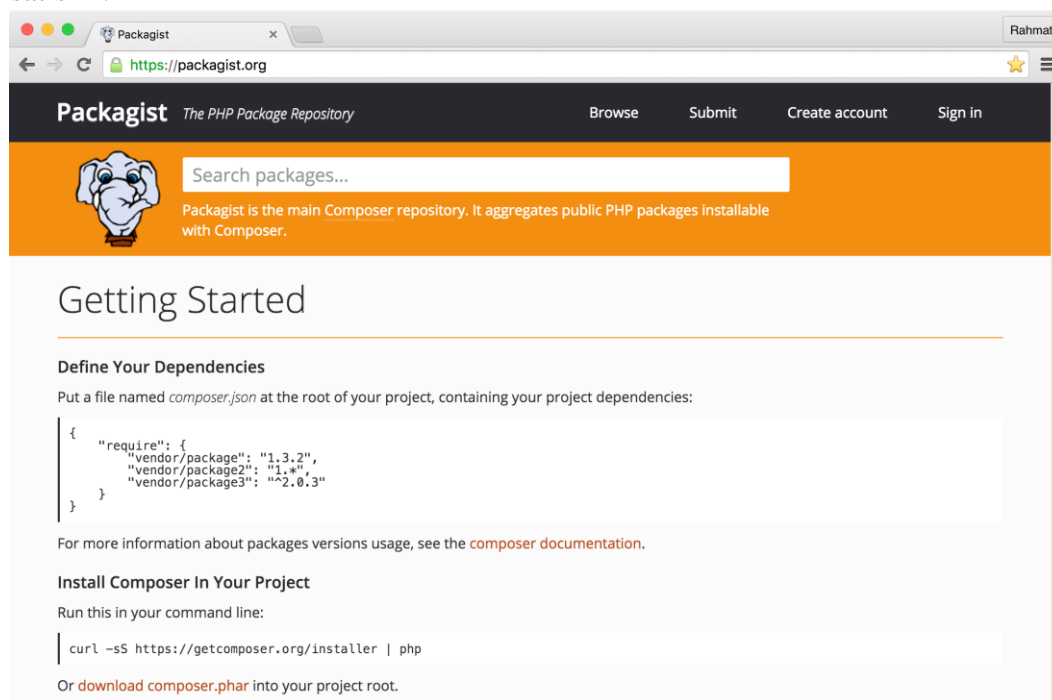 Packagist
Rahmat
https://packagist.org
Packagist The PHP Package Repository Browse Submit Create account Sign in
Search packages...
Packagist is the main Composer repository. It aggregates public PHP packages installable
with Composer.
Getting Started
Define Your Dependencies
Put a file named composer.json at the root of your project, containing your project dependencies:
{
    "require": {
        "vendor/package": "1.3.2",
        "vendor/package2": "1.*",
        "vendor/package3": "^2.0.3"
    }
}
For more information about packages versions usage, see the composer documentation.
Install Composer In Your Project
Run this in your command line:
curl -sS https://getcomposer.org/installer | php
Or download composer.phar into your project root.